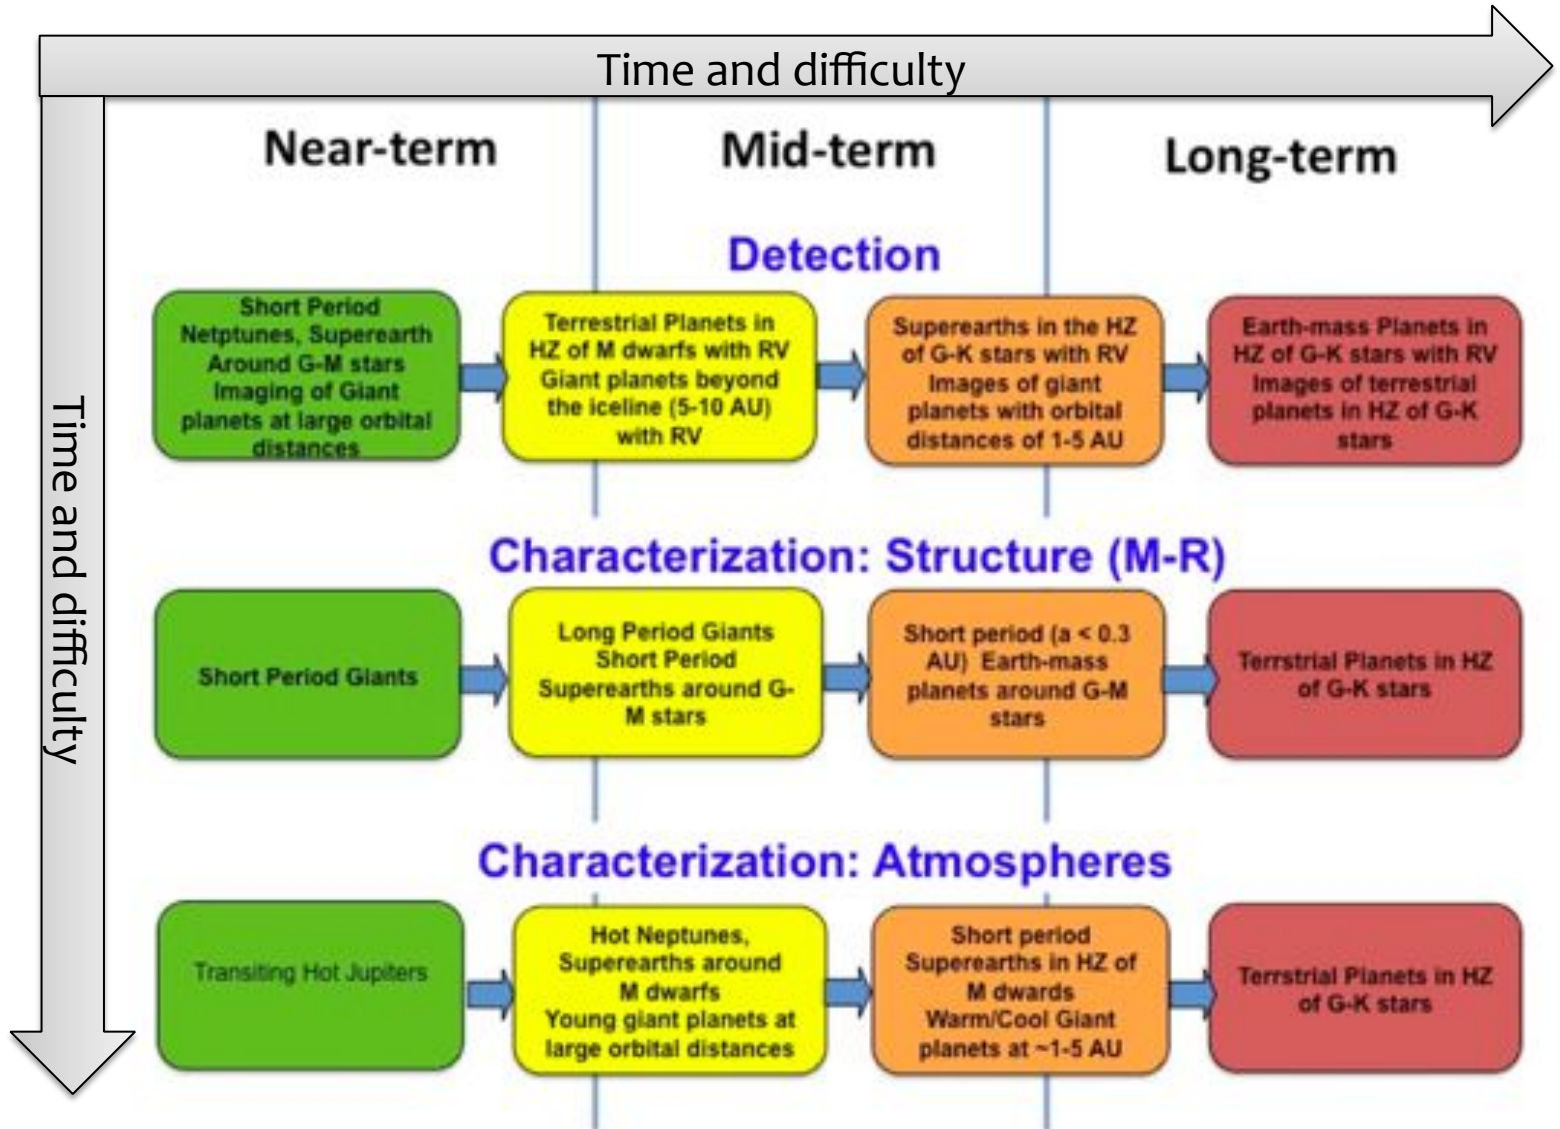 Time and difficulty
Near-term
Mid-term
Long-term
Time and difficulty
Detection
Short Period
Netptunes, Superearth
Around G-M stars
Imaging of Giant
planets at large orbital
distances
Terrestrial Planets in
HZ of M dwarfs with RV
Giant planets beyond
the iceline (5-10 AU)
with RV
Superearths in the HZ
of G-K stars with RV
Images of giant
planets with orbital
distances of 1-5 AU
Earth-mass Planets in
HZ of G-K stars with RV
Images of terrestrial
planets in HZ of G-K
stars
Characterization: Structure (M-R)
Short Period Giants
Long Period Giants
Short Period
Superearths around G-
M stars
Short period (a < 0.3
AU) Earth-mass
planets around G-M
stars
Terrstrial Planets in HZ
of G-K stars
Characterization: Atmospheres
Transiting Hot Jupiters
Hot Neptunes,
Superearths around
M dwarfs
Young giant planets at
large orbital distances
Short period
Superearths in HZ of
M dwards
Warm/Cool Giant
planets at ~1-5 AU
Terrstrial Planets in HZ
of G-K stars